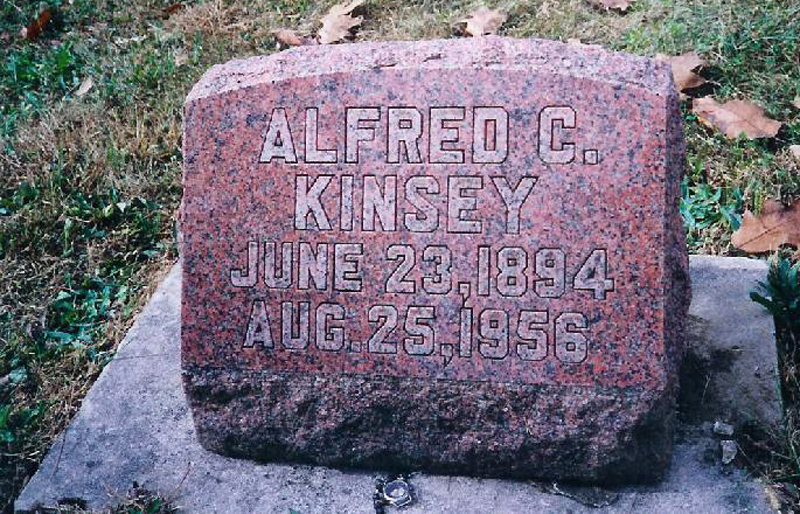 ALFRED C.
KINSEY
JUNE 23, 1894
AUG. 25, 1956